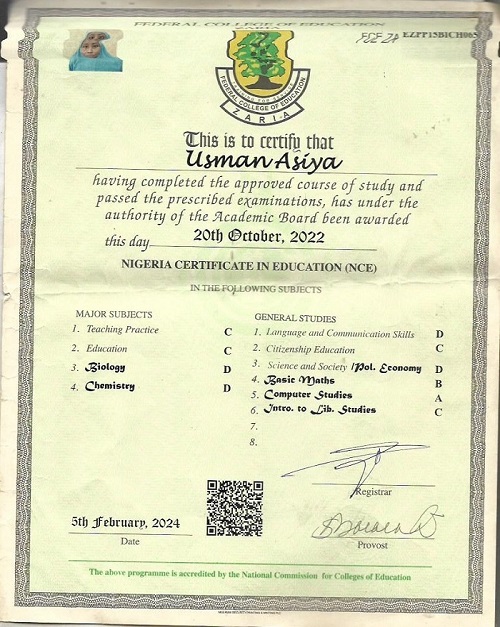 FEDERAL COLLEGE OF EDUCATION
ZARIA
FCE ZA EZPF15BICH065
FEDERAL COLLEGE OF EDUCATION
ZARIA
This is to certify that
Usman Asiya
having completed the approved course of study and
passed the prescribed examinations, has under the
authority of the Academic Board been awarded
this day 20th October, 2022
NIGERIA CERTIFICATE IN EDUCATION (NCE)
IN THE FOLLOWING SUBJECTS
MAJOR SUBJECTS
1. Teaching Practice C
2. Education C
3. Biology D
4. Chemistry D
GENERAL STUDIES
1. Language and Communication Skills D
2. Citizenship Education C
3. Science and Society /Pol. Economy D
4. Basic Maths B
5. Computer Studies A
6. Intro. to Lib. Studies C
7.
8.
Registrar
5th February, 2024
Date
Provost
The above programme is accredited by the National Commission for Colleges of Education